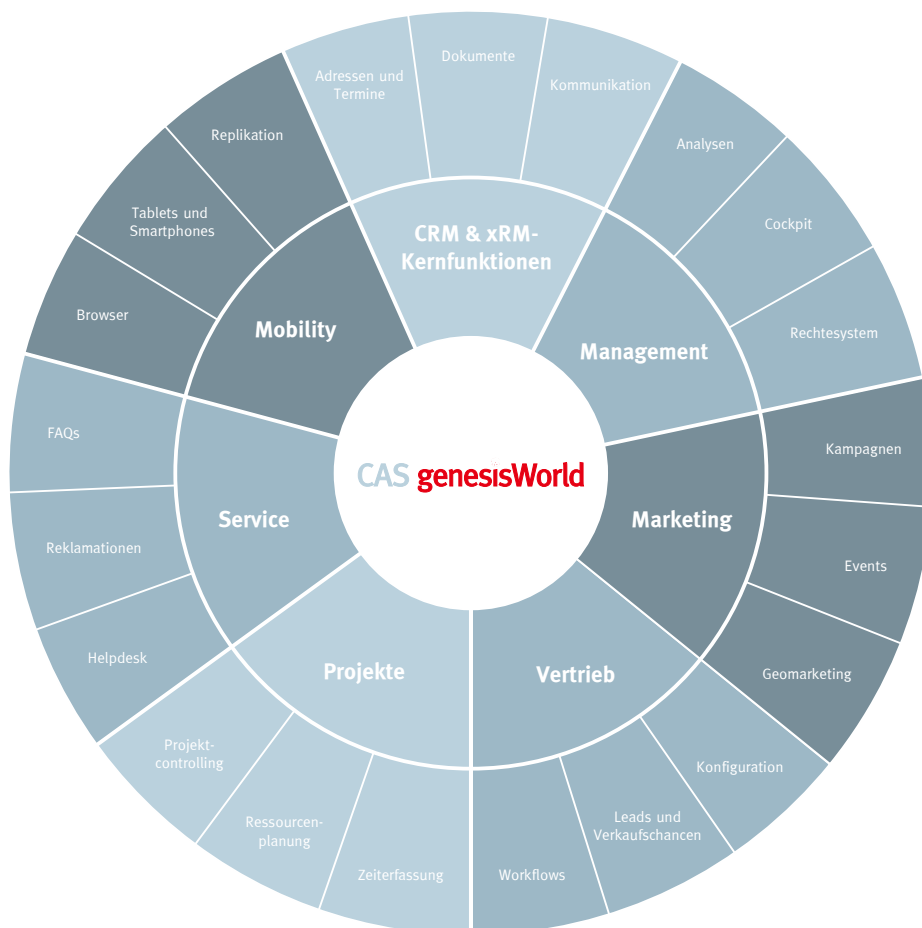 Adressen und
Termine
Dokumente
Kommunikation
CRM & xRM-
Kernfunktionen
Analysen
Cockpit
Rechtesystem
Management
Kampagnen
Events
Geomarketing
Marketing
Konfiguration
Leads und
Verkaufschancen
Workflows
Vertrieb
Zeiterfassung
Ressourcen-
planung
Projekt-
controlling
Projekte
Helpdesk
Reklamationen
FAQs
Service
Browser
Tablets und
Smartphones
Replikation
Mobility
CAS genesisWorld